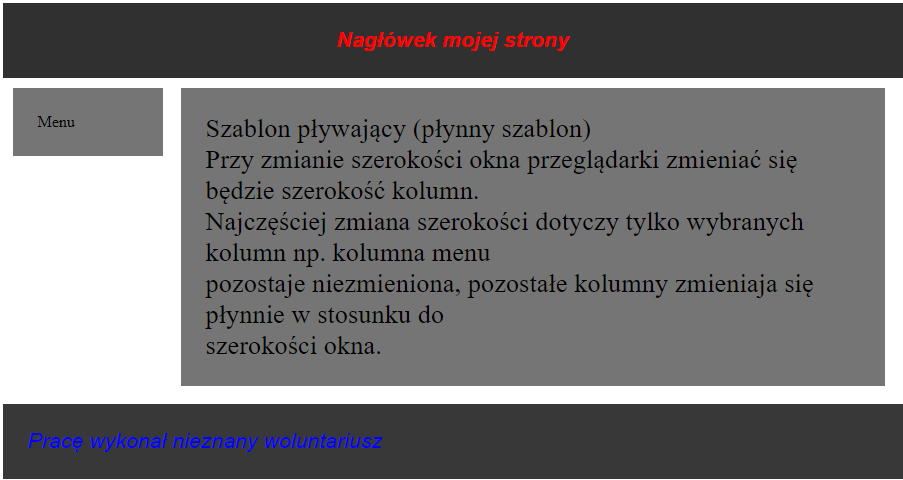 Nagłówek mojej strony
Menu
Szablon pływający (płynny szablon)
Przy zmianie szerokości okna przeglądarki zmieniać się
będzie szerokość kolumn.
Najczęściej zmiana szerokości dotyczy tylko wybranych
kolumn np. kolumna menu
pozostaje niezmieniona, pozostałe kolumny zmieniaja się
płynnie w stosunku do
szerokości okna.
Pracę wykonał nieznany woluntariusz